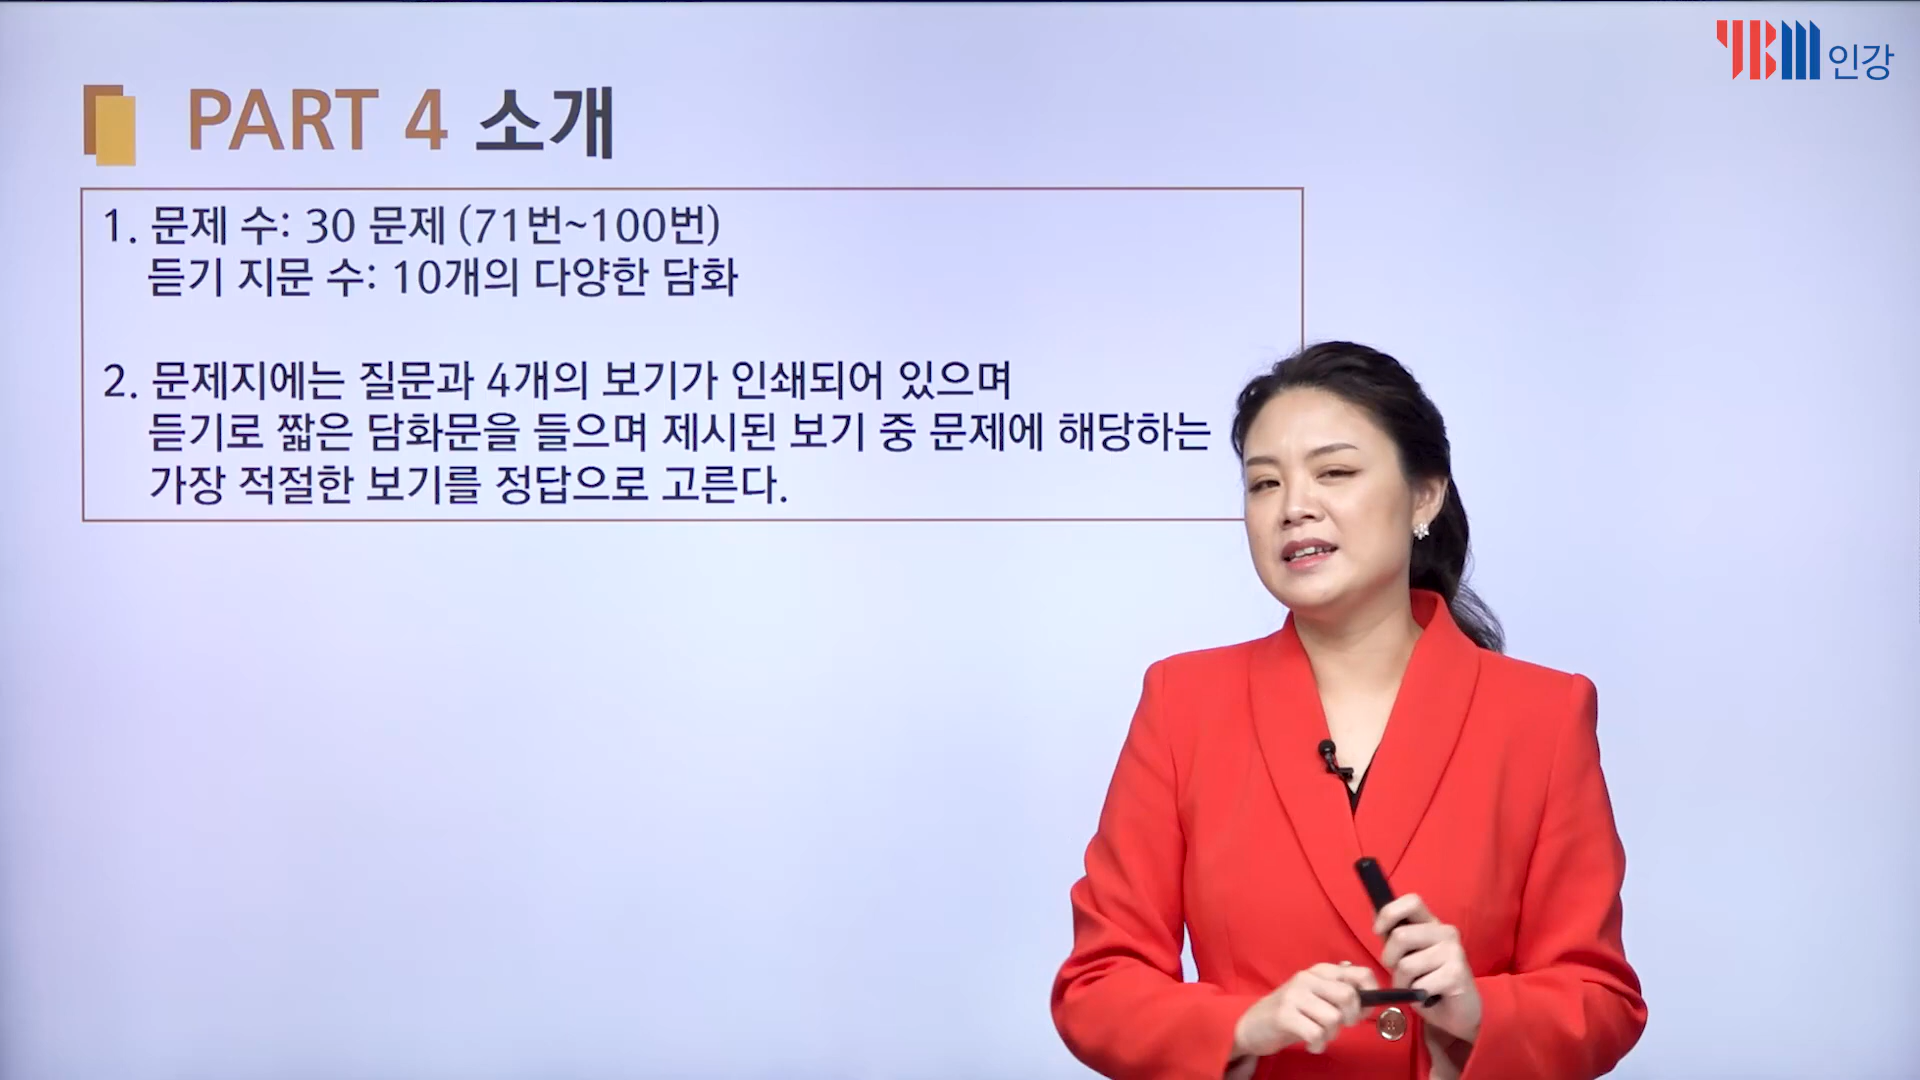 YBM 인강
PART 4 소개
1. 문제 수: 30 문제 (71번~100번)
듣기 지문 수: 10개의 다양한 담화
2. 문제지에는 질문과 4개의 보기가 인쇄되어 있으며
듣기로 짧은 담화문을 들으며 제시된 보기 중 문제에 해당하는
가장 적절한 보기를 정답으로 고른다.